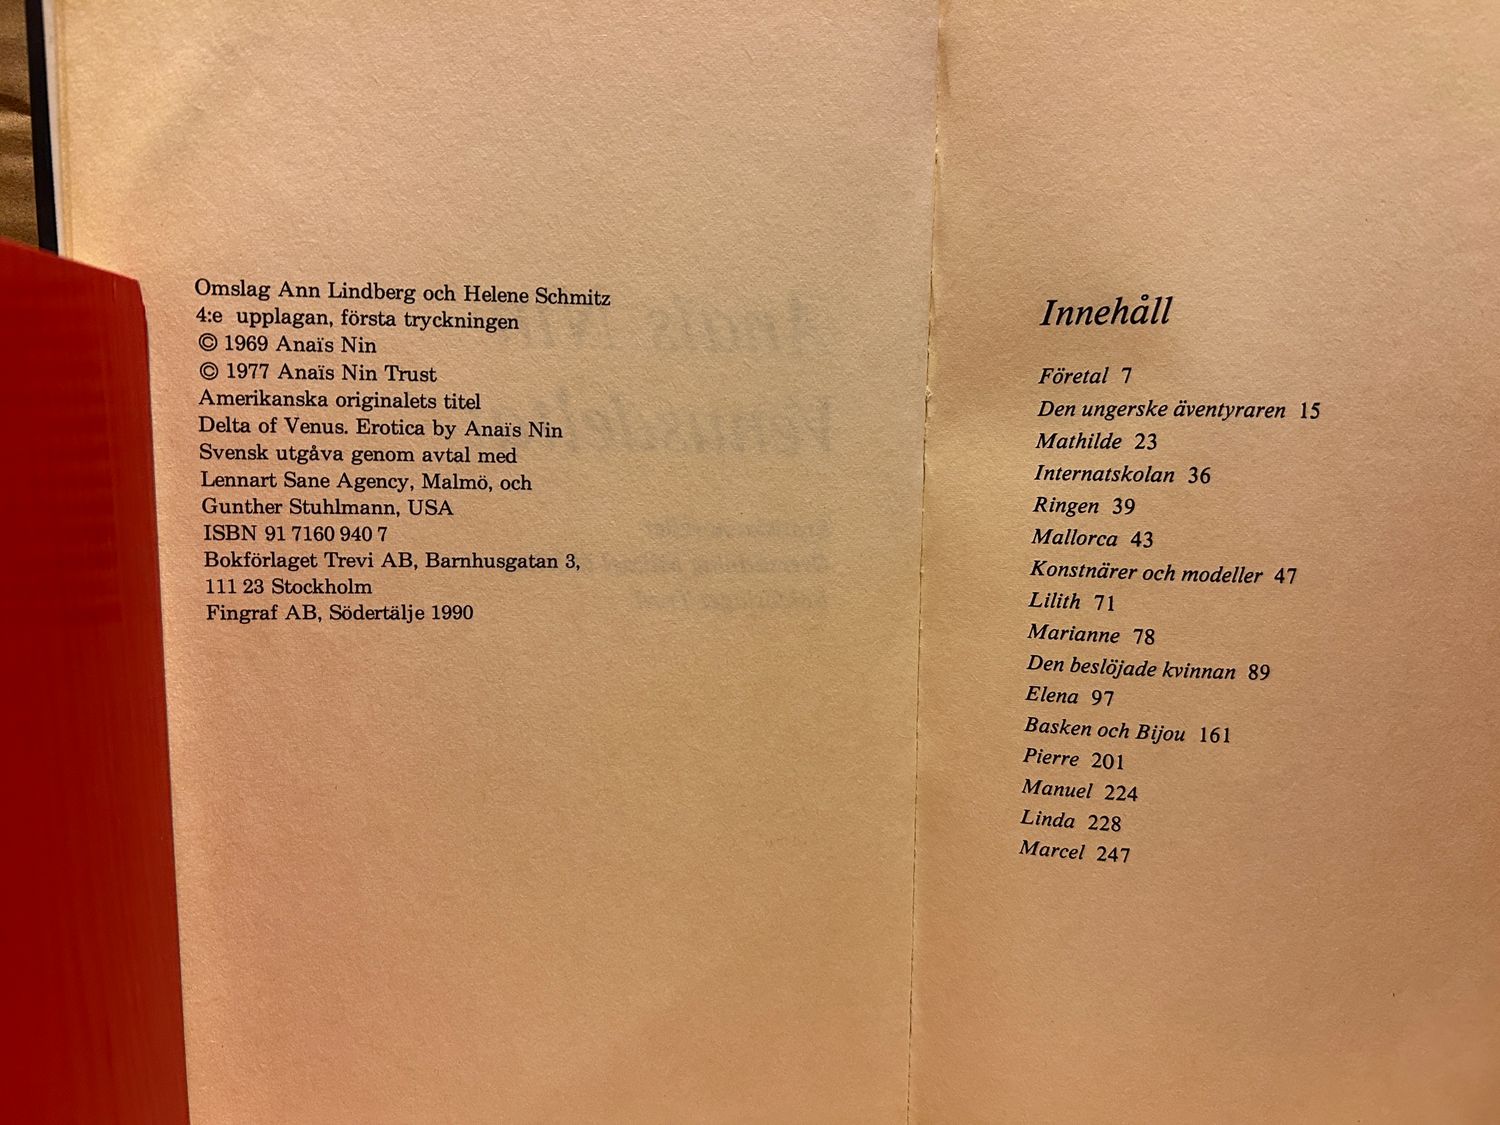 Omslag Ann Lindberg och Helene Schmitz
4:e upplagan, första tryckningen
© 1969 Anaïs Nin
© 1977 Anaïs Nin Trust
Amerikanska originalets titel
Delta of Venus. Erotica by Anaïs Nin
Svensk utgåva genom avtal med
Lennart Sane Agency, Malmö, och
Gunther Stuhlmann, USA
ISBN 91 7160 940 7
Bokförlaget Trevi AB, Barnhusgatan 3,
111 23 Stockholm
Fingraf AB, Södertälje 1990
Innehåll
Företal 7
Den ungerske äventyraren 15
Mathilde 23
Internatskolan 36
Ringen 39
Mallorca 43
Konstnärer och modeller 47
Lilith 71
Marianne 78
Den beslöjade kvinnan 89
Elena 97
Basken och Bijou 161
Pierre 201
Manuel 224
Linda 228
Marcel 247